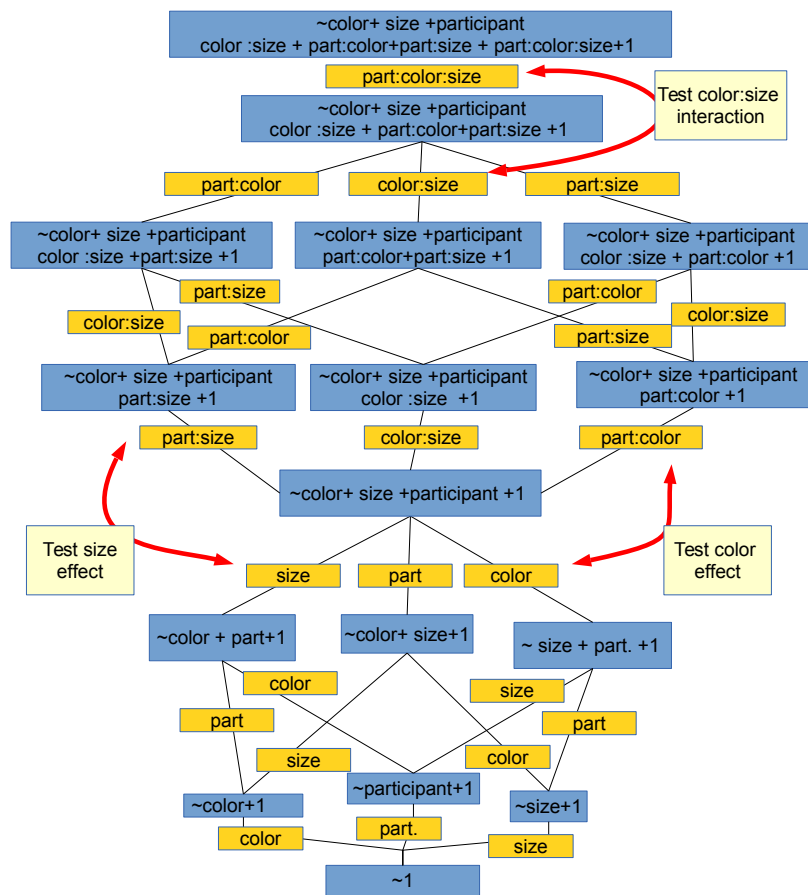 ~color+ size +participant
color :size + part:color+part:size + part:color:size+1
part:color:size
Test color:size
interaction
~color+ size +participant
color :size + part:color+part:size +1
part:color
color:size
part:size
~color+ size +participant
color :size +part:size +1
~color+ size +participant
part:color+part:size +1
~color+ size +participant
color :size + part:color +1
part:size
part:color
color:size
part:color
part:size
color:size
~color+ size +participant
part:size +1
~color+ size +participant
color :size  +1
~color+ size +participant
part:color +1
part:size
color:size
part:color
~color+ size +participant +1
Test size
effect
Test color
effect
size
part
color
~color + part+1
~color+ size+1
~ size + part. +1
color
size
part
part
size
color
~color+1
~participant+1
~size+1
color
part.
size
~1